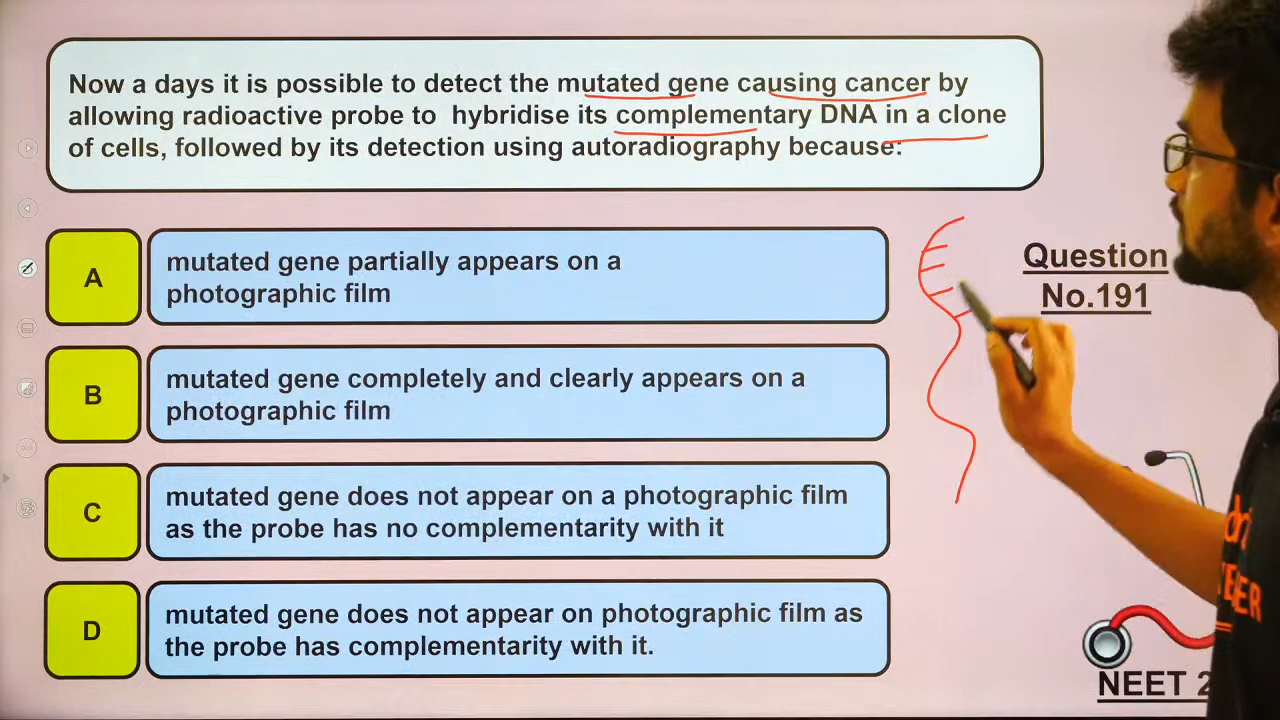 Now a days it is possible to detect the mutated gene causing cancer by
allowing radioactive probe to hybridise its complementary DNA in a clone
of cells, followed by its detection using autoradiography because:
A
mutated gene partially appears on a
photographic film
B
mutated gene completely and clearly appears on a
photographic film
C
mutated gene does not appear on a photographic film
as the probe has no complementarity with it
D
mutated gene does not appear on photographic film as
the probe has complementarity with it.
Question
No.191
NEET 2